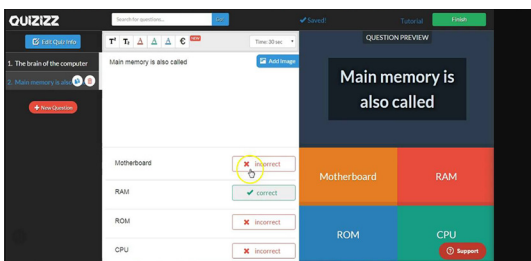 QUIZIZZ
Search for questions...
Go!
Saved!
Tutorial
Finish
Edit Quiz Info
1. The brain of the computer
2. Main memory is also
New Question
NEW
Time: 30 sec
Main memory is also called
Add Image
Motherboard
incorrect
RAM
correct
ROM
incorrect
CPU
incorrect
QUESTION PREVIEW
Main memory is
also called
Motherboard
RAM
ROM
CPU
Support